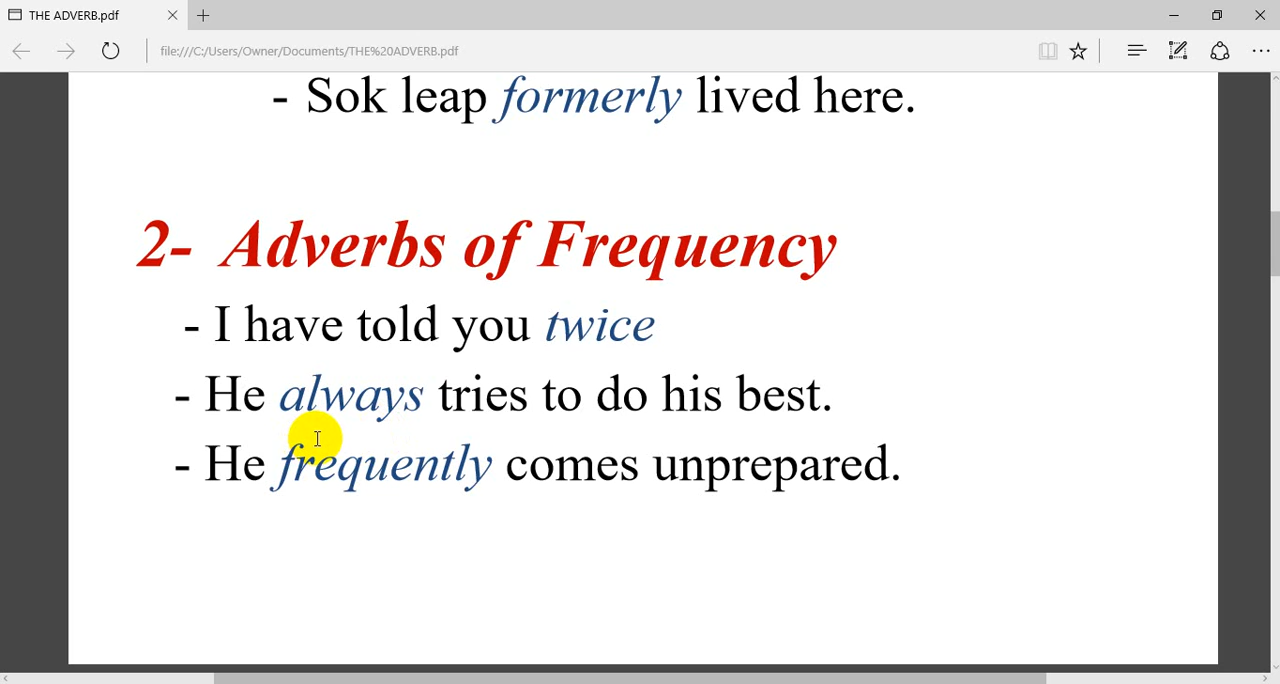 THE ADVERB.pdf
file:///C:/Users/Owner/Documents/THE%20ADVERB.pdf
- Sok leap formerly lived here.
2- Adverbs of Frequency
- I have told you twice
- He always tries to do his best.
- He frequently comes unprepared.